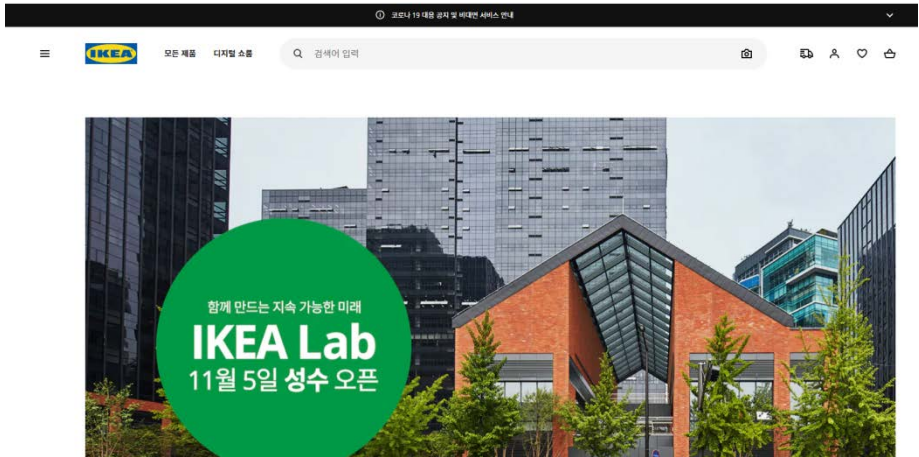 코로나 19 대응 공지 및 비대면 서비스 안내
IKEA
모든 제품
디지털 쇼룸
검색어 입력
함께 만드는 지속 가능한 미래
IKEA Lab
11월 5일 성수 오픈